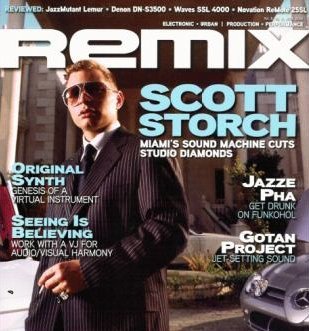 REVIEWED: JazzMutant Lemur • Denon DN-S3500 • Waves SSL 4000 • Novation ReMote 25SL
ELECTRONIC • URBAN | PRODUCTION • PERFORMANCE
REMIX
SCOTT
STORCH
MIAMI'S SOUND MACHINE CUTS
STUDIO DIAMONDS
ORIGINAL
SYNTH
GENESIS OF A
VIRTUAL INSTRUMENT
SEEING IS
BELIEVING
WORK WITH A VJ FOR
AUDIO/VISUAL HARMONY
JAZZE
PHA
GET DRUNK
ON FUNKOHOL
GOTAN
PROJECT
JET-SETTING SOUND